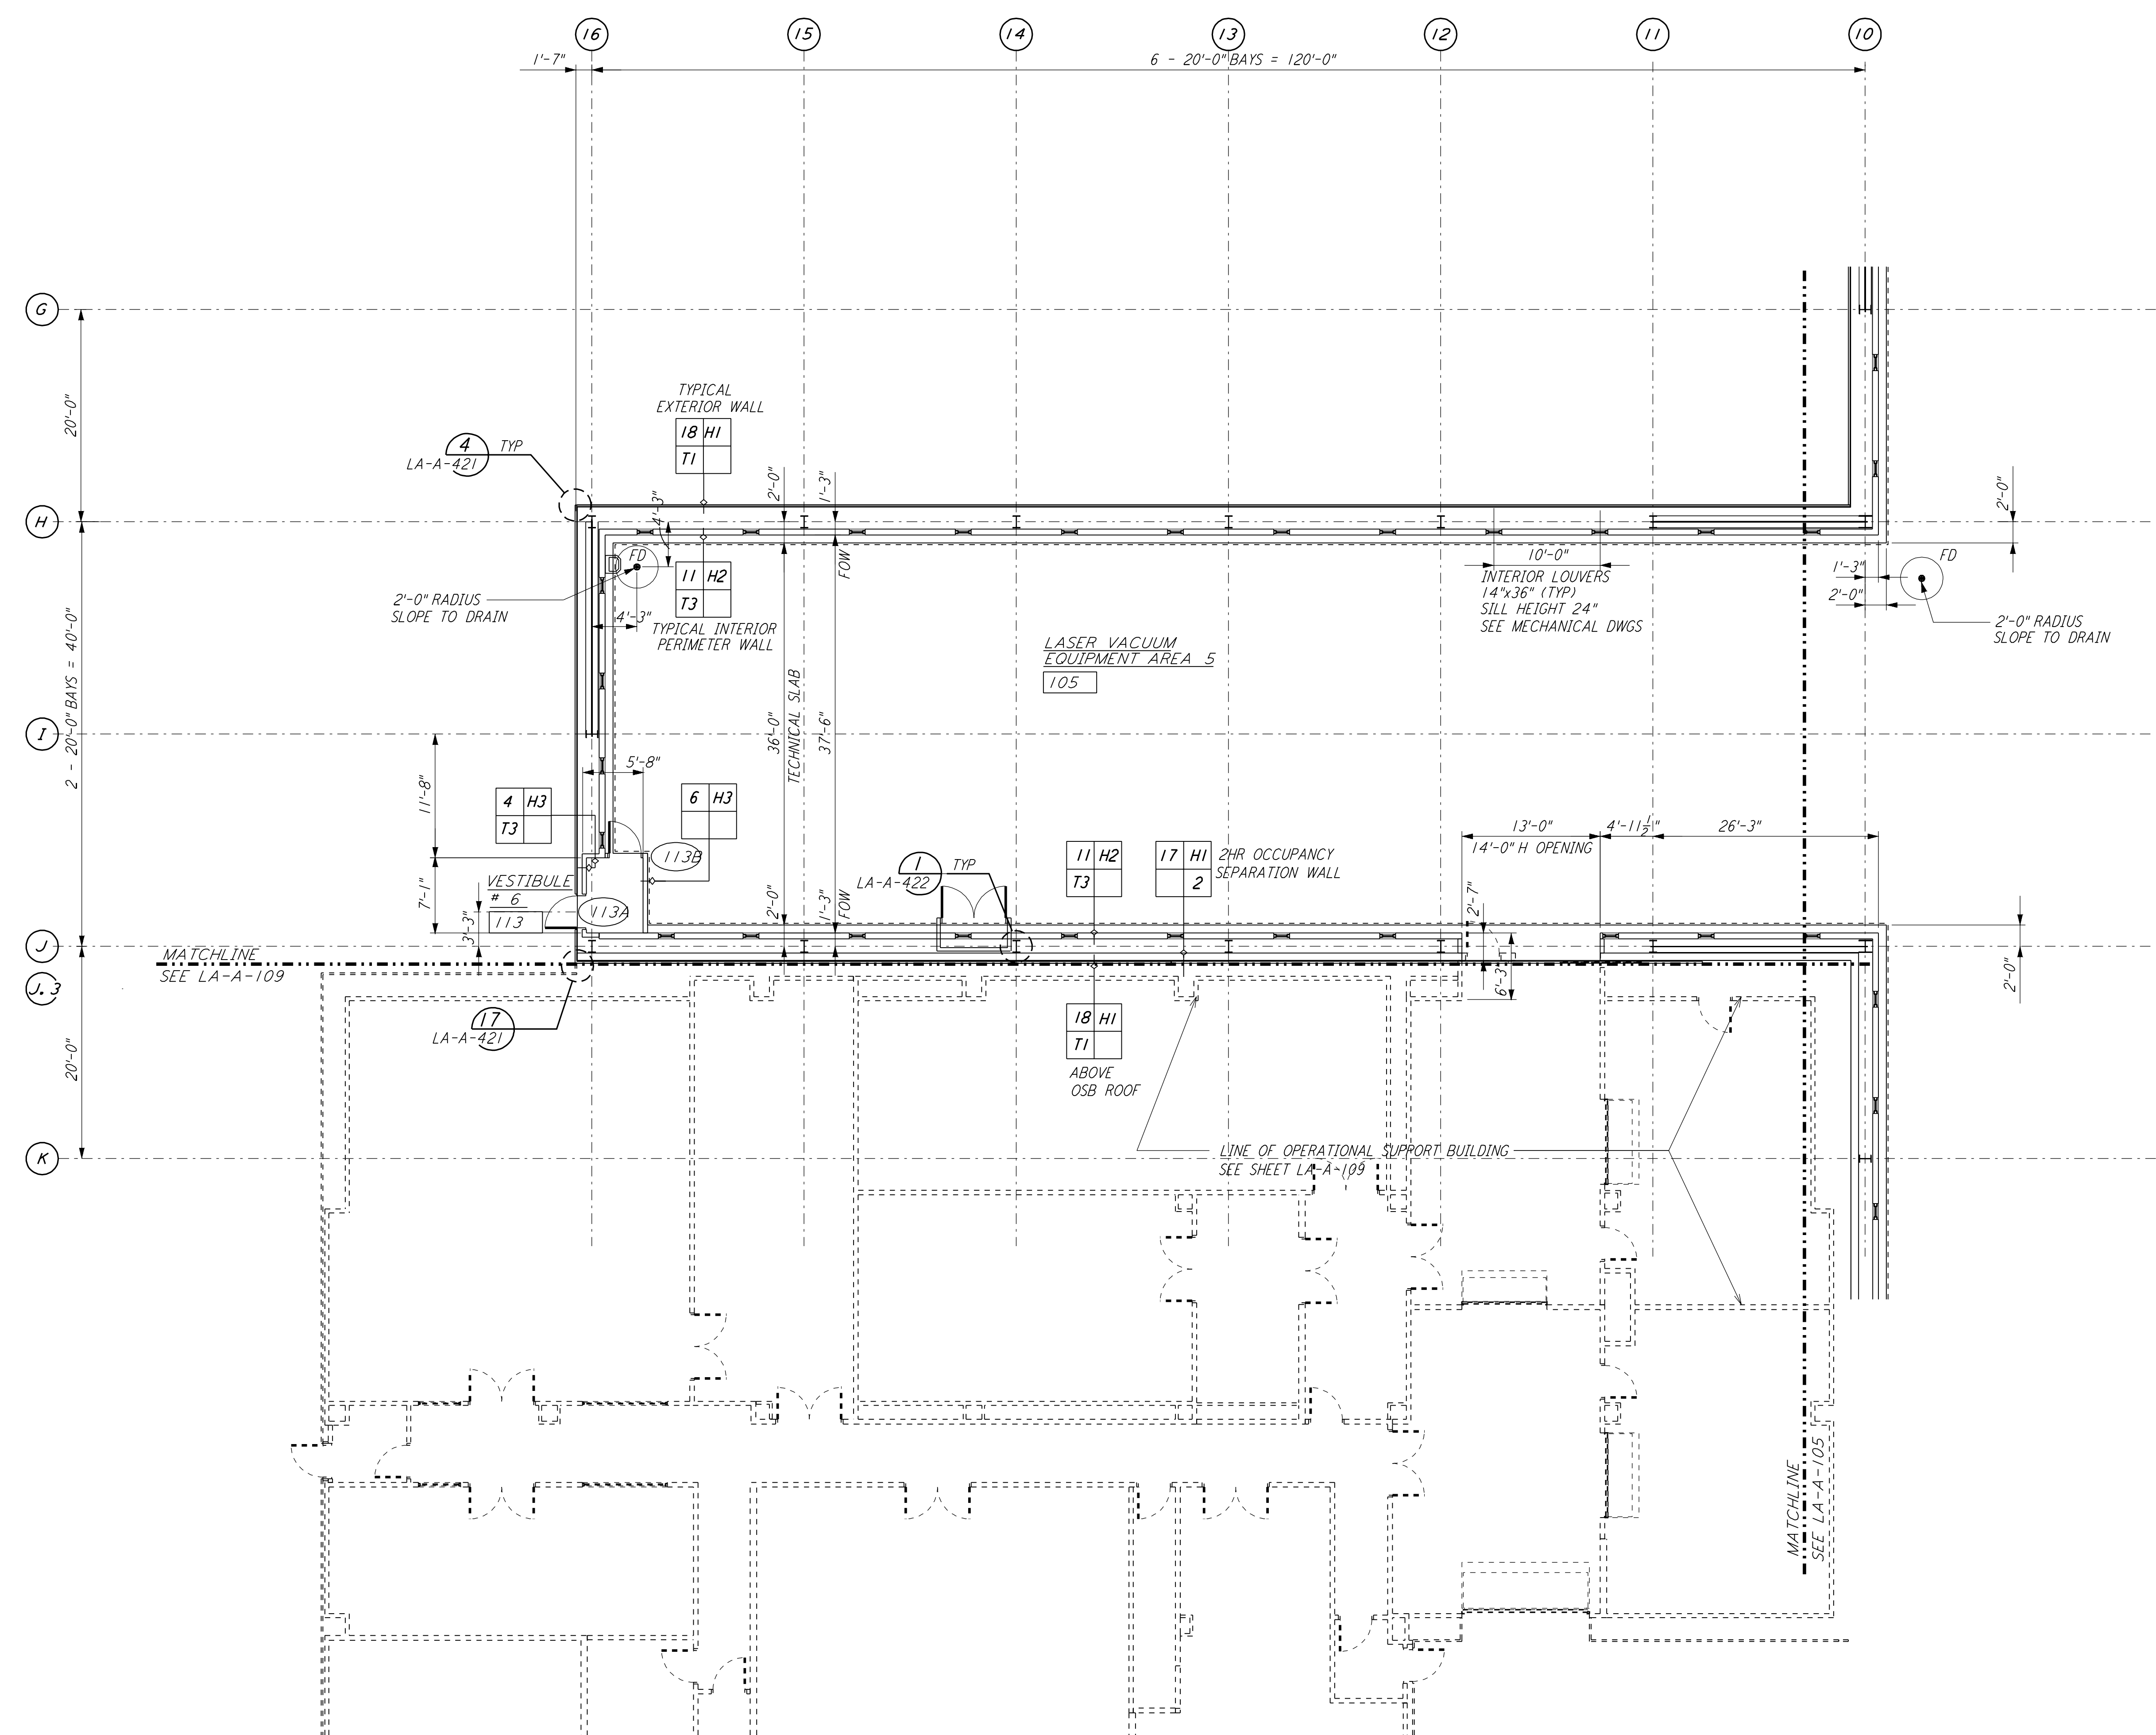 16
15
14
13
12
11
10
1'-7"
6 - 20'-0" BAYS = 120'-0"
G
20'-0"
TYPICAL
EXTERIOR WALL
18 H1
T1
4
TYP
LA-A-421
H
4'-3"
2'-0"
1'-3"
2'-0"
FD
FOW
10'-0"
FD
11 H2
T3
INTERIOR LOUVERS
14"x36" (TYP)
SILL HEIGHT 24"
SEE MECHANICAL DWGS
1'-3"
2'-0"
2'-0" RADIUS
SLOPE TO DRAIN
4'-3"
TYPICAL INTERIOR
PERIMETER WALL
2'-0" RADIUS
SLOPE TO DRAIN
LASER VACUUM
EQUIPMENT AREA 5
105
2 - 20'-0" BAYS = 40'-0"
I
36'-0"
TECHNICAL SLAB
37'-6"
11'-8"
5'-8"
4 H3
T3
6 H3
13'-0"
4'-11 1/2"
26'-3"
14'-0" H OPENING
113B
1
TYP
LA-A-422
11 H2
T3
17 H1
2
2HR OCCUPANCY
SEPARATION WALL
VESTIBULE
# 6
113
113A
7'-1"
3'-3"
2'-0"
1'-3"
FOW
2'-7"
6'-3"
2'-0"
J
MATCHLINE
SEE LA-A-109
J.3
17
LA-A-421
18 H1
T1
ABOVE
OSB ROOF
20'-0"
K
LINE OF OPERATIONAL SUPPORT BUILDING
SEE SHEET LA-A-109
MATCHLINE
SEE LA-A-105